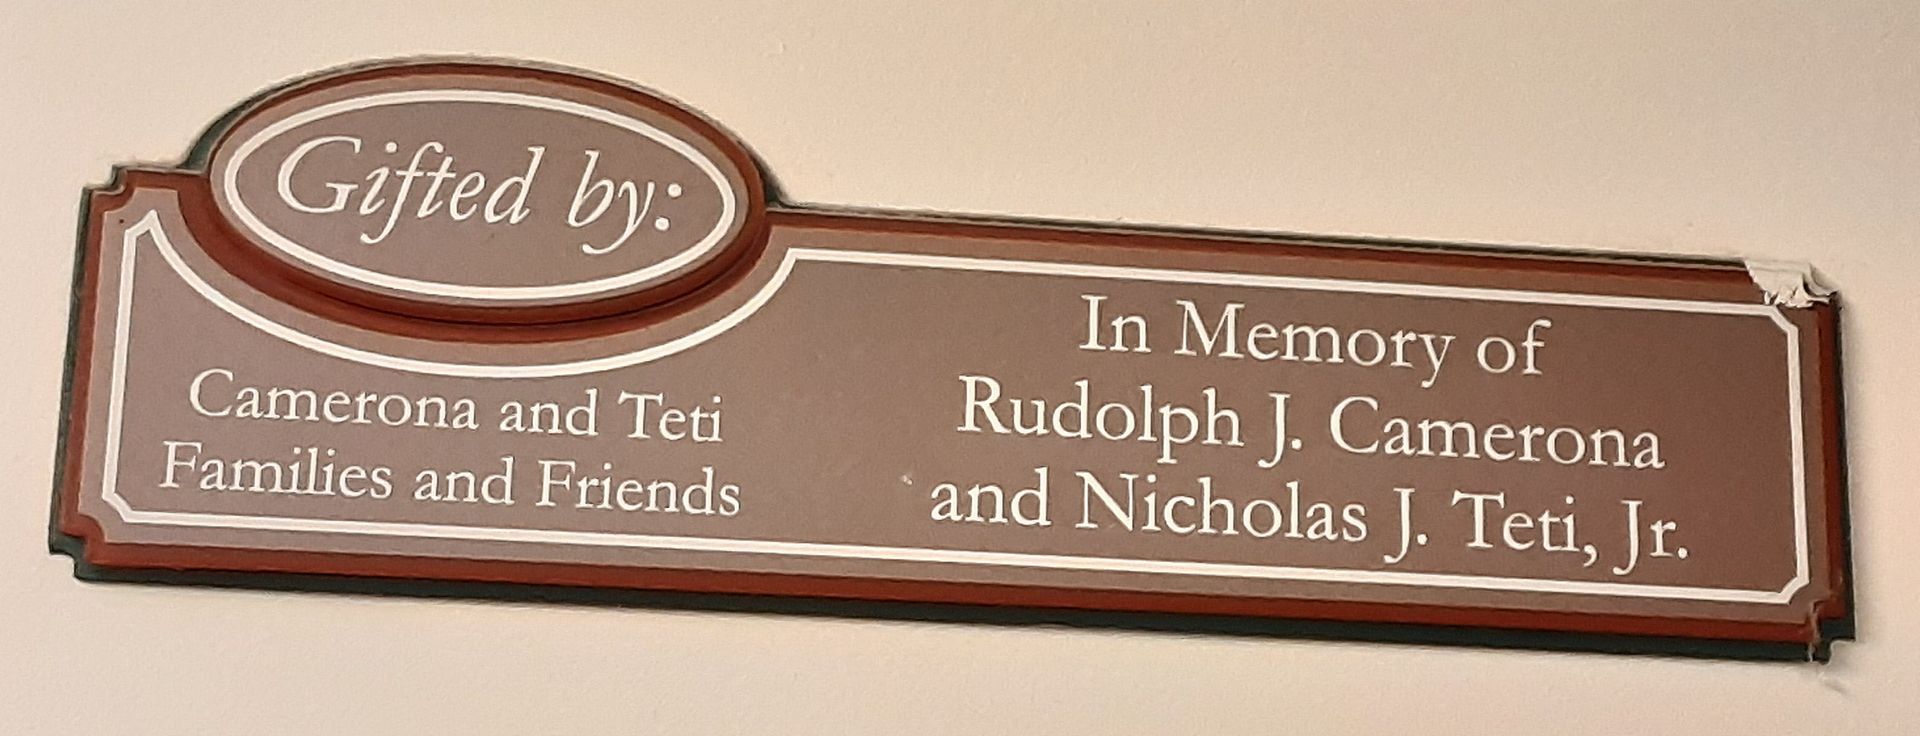 Gifted by:
Camerona and Teti
Families and Friends
In Memory of
Rudolph J. Camerona
and Nicholas J. Teti, Jr.